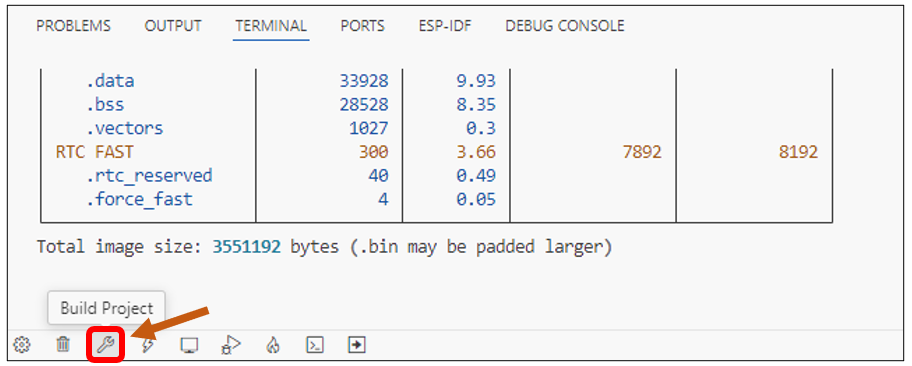 PROBLEMS OUTPUT TERMINAL PORTS ESP-IDF DEBUG CONSOLE
.data 33928 9.93
.bss 28528 8.35
.vectors 1027 0.3
RTC FAST 300 3.66 7892 8192
.rtc_reserved 40 0.49
.force_fast 4 0.05
Total image size: 3551192 bytes (.bin may be padded larger)
Build Project